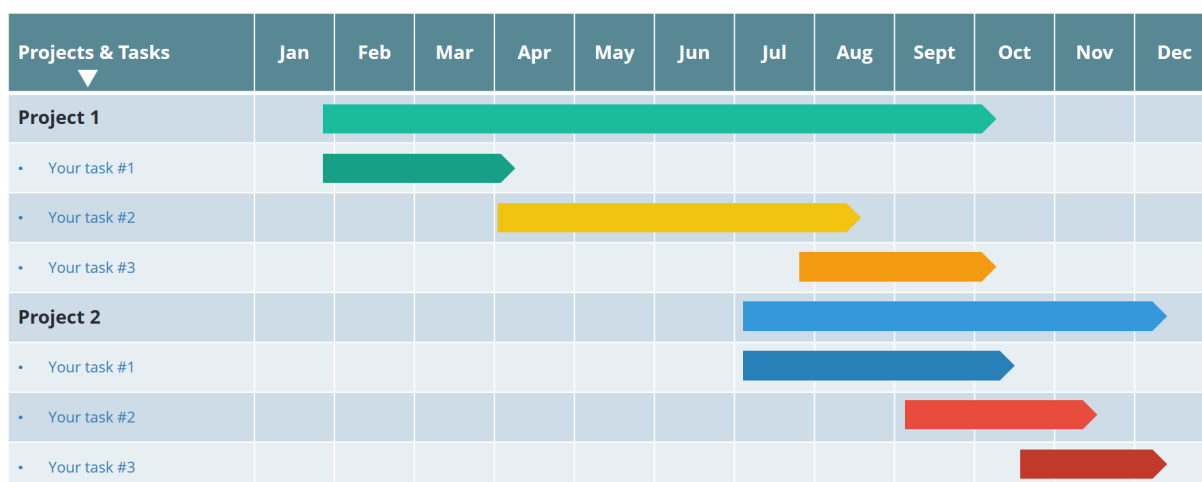 Projects & Tasks Jan Feb Mar Apr May Jun Jul Aug Sept Oct Nov Dec
Project 1
• Your task #1
• Your task #2
• Your task #3
Project 2
• Your task #1
• Your task #2
• Your task #3